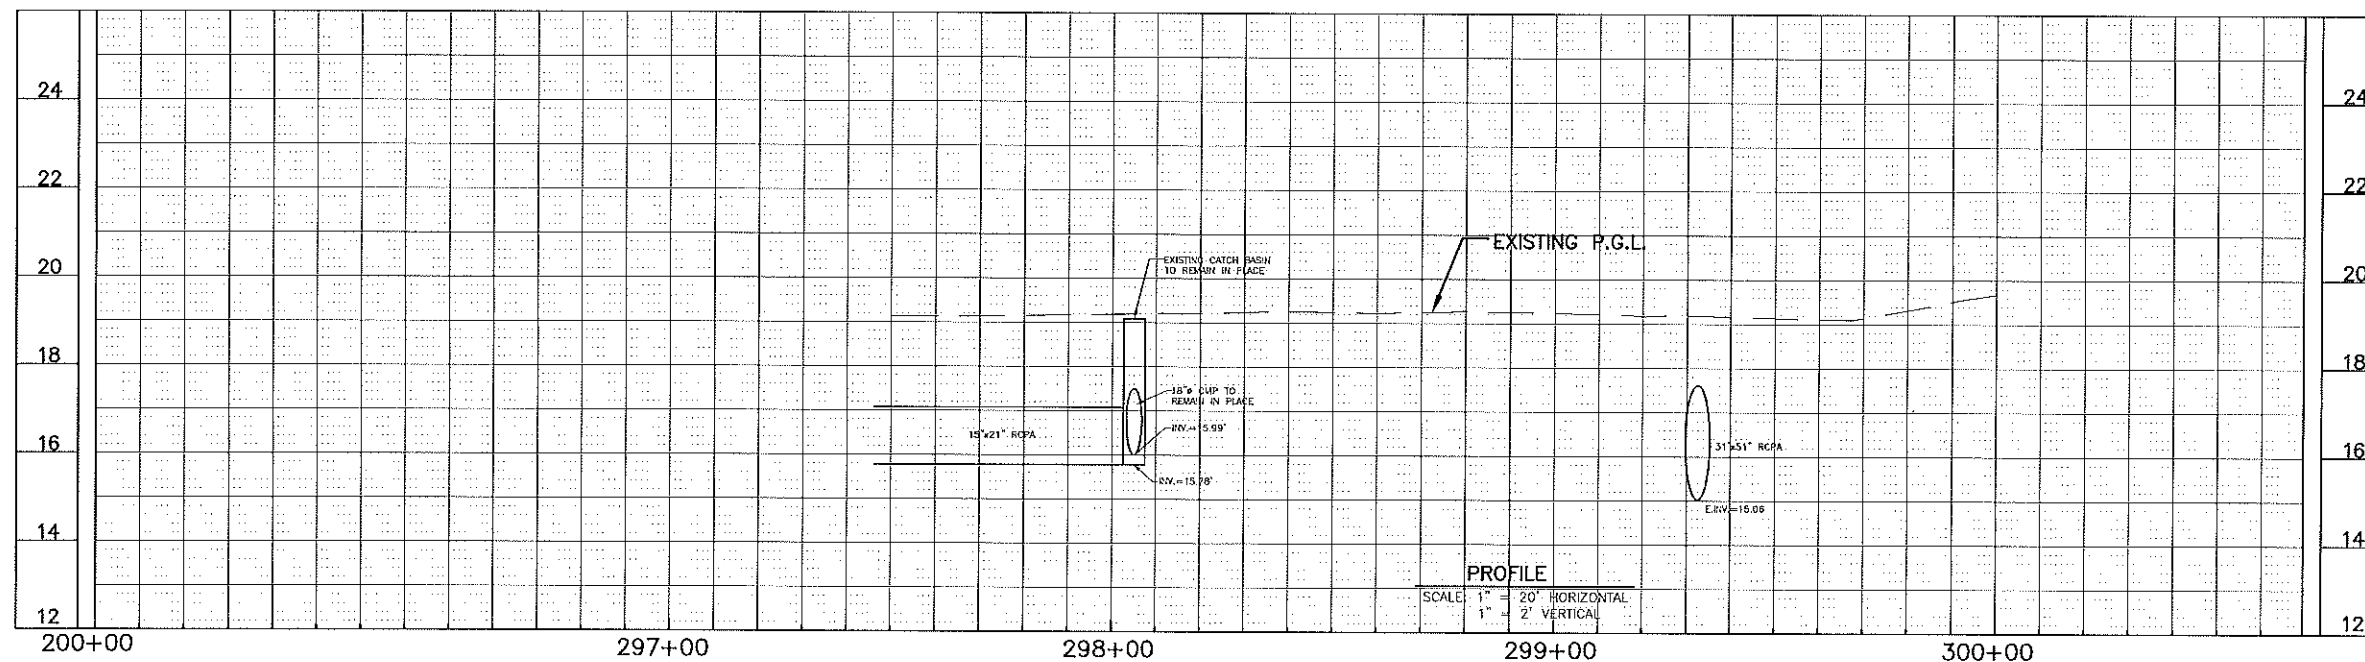 24
24
22
22
EXISTING P.G.L.
EXISTING CATCH BASIN
TO REMAIN IN PLACE
20
20
18
18
18"ø CMP TO
REMAIN IN PLACE
INV.=15.99'
15"x21" RCPA
31"x51" RCPA
16
16
INV.=15.78'
E.INV.=15.06
14
14
PROFILE
SCALE: 1" = 20' HORIZONTAL
1" = 2' VERTICAL
12
12
200+00
297+00
298+00
299+00
300+00